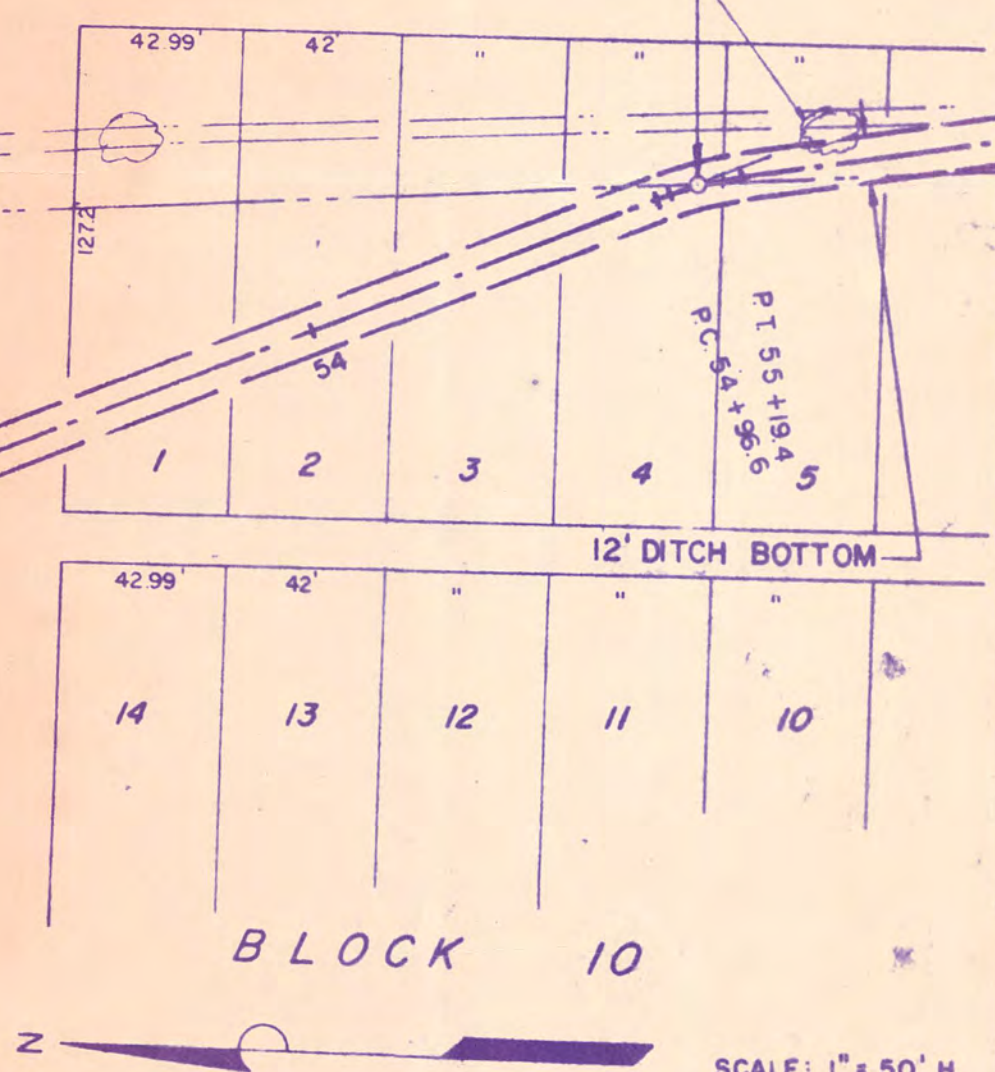 42.99' 42' " " "
127.2'
54
P.C. 54 + 96.6
P.T. 55 + 19.4
1 2 3 4 5
12' DITCH BOTTOM
42.99' 42' " " "
14 13 12 11 10
BLOCK 10
N
SCALE: 1" = 50' H